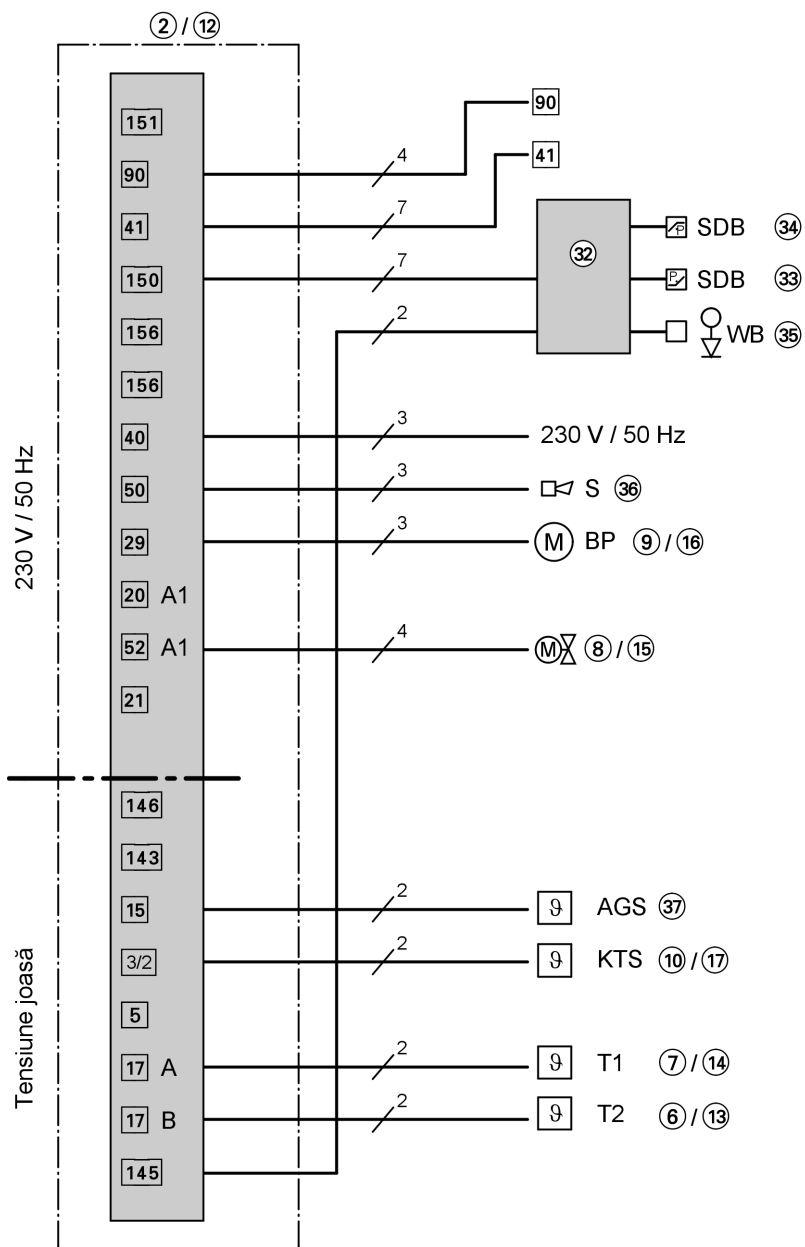 2 / 12
151
90
90 4
41
41 7
SDB 34
150 7
32
SDB 33
156 2
WB 35
156
40 3 230 V / 50 Hz
50 3 S 36
29 3 M BP 9 / 16
20 A1
52 A1 4 M 8 / 15
21
230 V / 50 Hz
146
143
15 2 ϑ AGS 37
3/2 2 ϑ KTS 10 / 17
5
17 A 2 ϑ T1 7 / 14
17 B 2 ϑ T2 6 / 13
145
Tensiune joasă